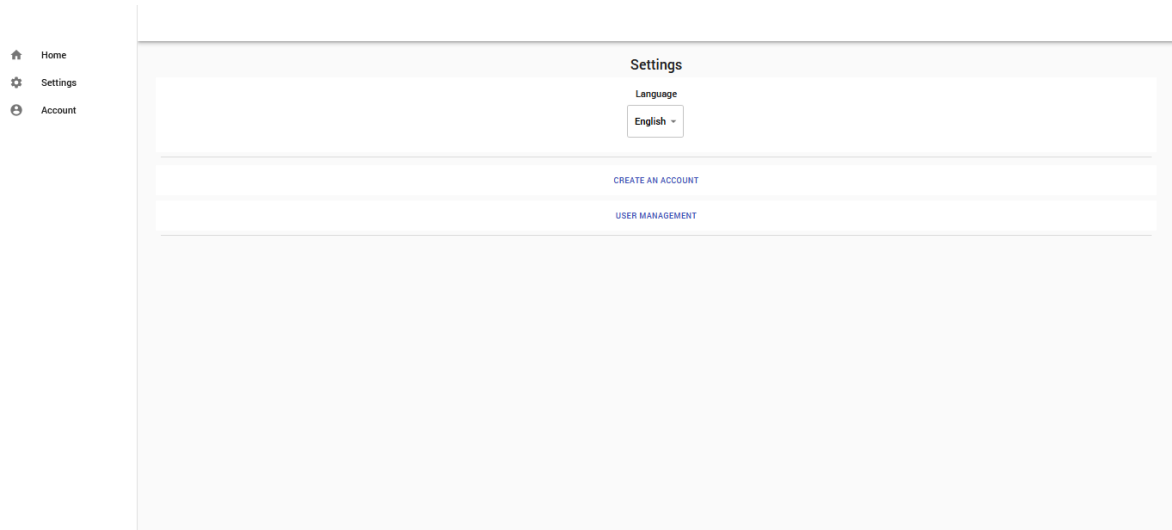 Home
Settings
Account
Settings
Language
English
CREATE AN ACCOUNT
USER MANAGEMENT